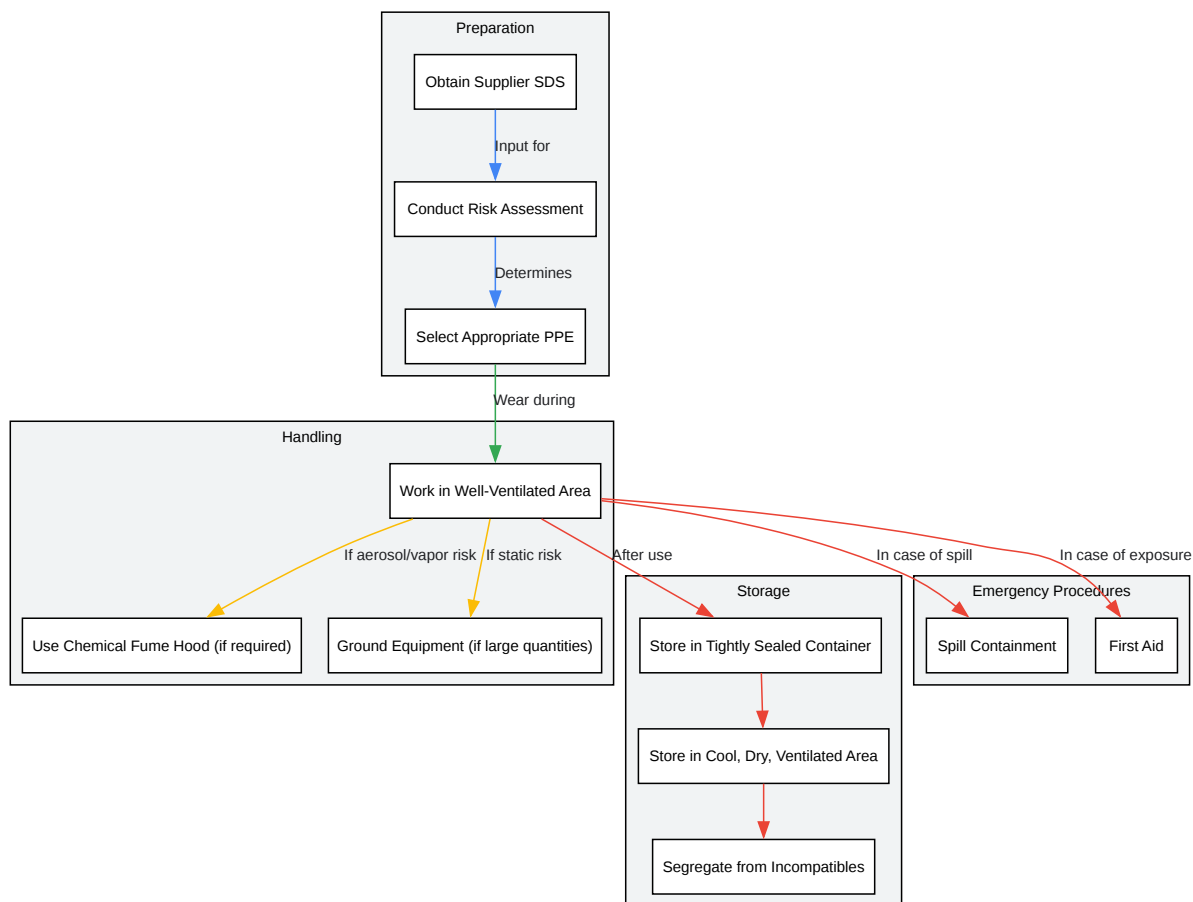 Preparation
Obtain Supplier SDS
Input for
Conduct Risk Assessment
Determines
Select Appropriate PPE
Wear during
Handling
Work in Well-Ventilated Area
If aerosol/vapor risk
If static risk
After use
In case of spill
In case of exposure
Use Chemical Fume Hood (if required)
Ground Equipment (if large quantities)
Storage
Store in Tightly Sealed Container
Store in Cool, Dry, Ventilated Area
Segregate from Incompatibles
Emergency Procedures
Spill Containment
First Aid